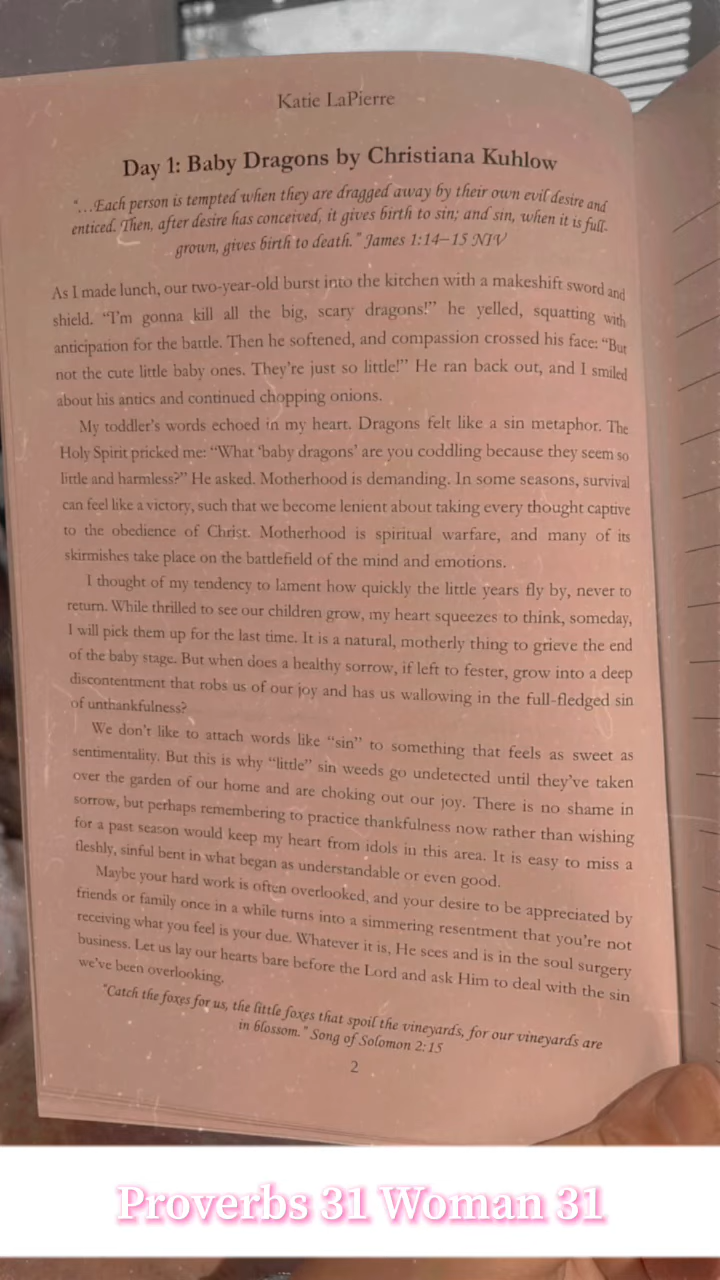 Katie LaPierre
Day 1: Baby Dragons by Christiana Kuhlow
"...Each person is tempted when they are dragged away by their own evil desire and
enticed. Then, after desire has conceived, it gives birth to sin; and sin, when it is full-
grown, gives birth to death." James 1:14–15 NIV
As I made lunch, our two-year-old burst into the kitchen with a makeshift sword and
shield. "I'm gonna kill all the big, scary dragons!" he yelled, squatting with
anticipation for the battle. Then he softened, and compassion crossed his face: "But
not the cute little baby ones. They're just so little!" He ran back out, and I smiled
about his antics and continued chopping onions.
My toddler's words echoed in my heart. Dragons felt like a sin metaphor. The
Holy Spirit pricked me: "What 'baby dragons' are you coddling because they seem so
little and harmless?" He asked. Motherhood is demanding. In some seasons, survival
can feel like a victory, such that we become lenient about taking every thought captive
to the obedience of Christ. Motherhood is spiritual warfare, and many of its
skirmishes take place on the battlefield of the mind and emotions.
I thought of my tendency to lament how quickly the little years fly by, never to
return. While thrilled to see our children grow, my heart squeezes to think, someday,
I will pick them up for the last time. It is a natural, motherly thing to grieve the end
of the baby stage. But when does a healthy sorrow, if left to fester, grow into a deep
discontentment that robs us of our joy and has us wallowing in the full-fledged sin
of unthankfulness?
We don't like to attach words like "sin" to something that feels as sweet as
sentimentality. But this is why "little" sin weeds go undetected until they've taken
over the garden of our home and are choking out our joy. There is no shame in
sorrow, but perhaps remembering to practice thankfulness now rather than wishing
for a past season would keep my heart from idols in this area. It is easy to miss a
fleshly, sinful bent in what began as understandable or even good.
Maybe your hard work is often overlooked, and your desire to be appreciated by
friends or family once in a while turns into a simmering resentment that you're not
receiving what you feel is your due. Whatever it is, He sees and is in the soul surgery
business. Let us lay our hearts bare before the Lord and ask Him to deal with the sin
we've been overlooking.
"Catch the foxes for us, the little foxes that spoil the vineyards, for our vineyards are
in blossom." Song of Solomon 2:15
2
Proverbs 31 Woman 31